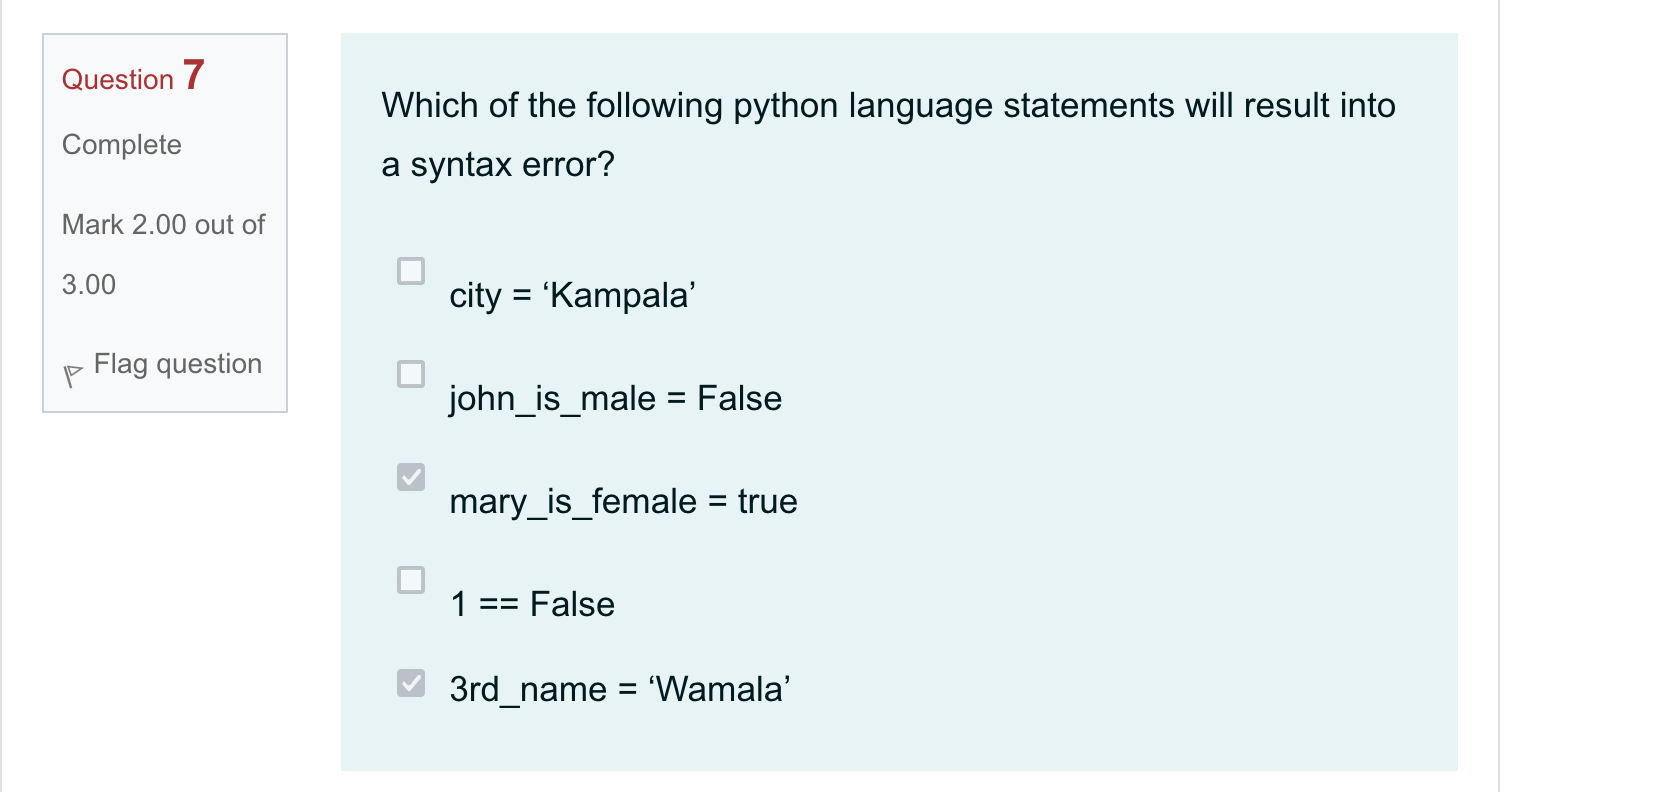 Question 7
Complete
Mark 2.00 out of
3.00
Flag question
Which of the following python language statements will result into
a syntax error?
city = ‘Kampala’
john_is_male = False
mary_is_female = true
1 == False
3rd_name = ‘Wamala’